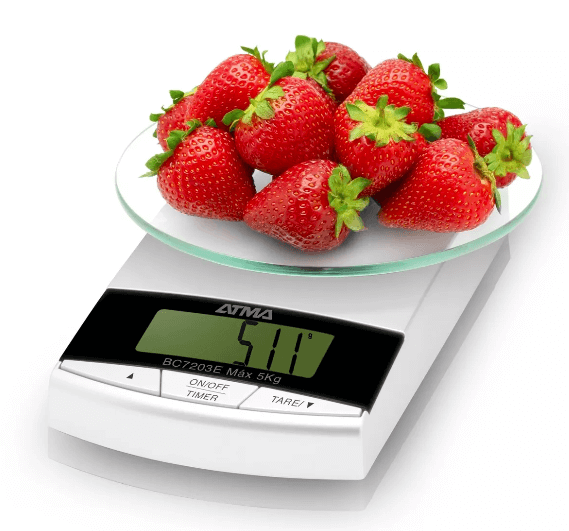 ATMA
511 g
BC7203E Máx 5Kg
▲
ON/OFF
TIMER
TARE/▼